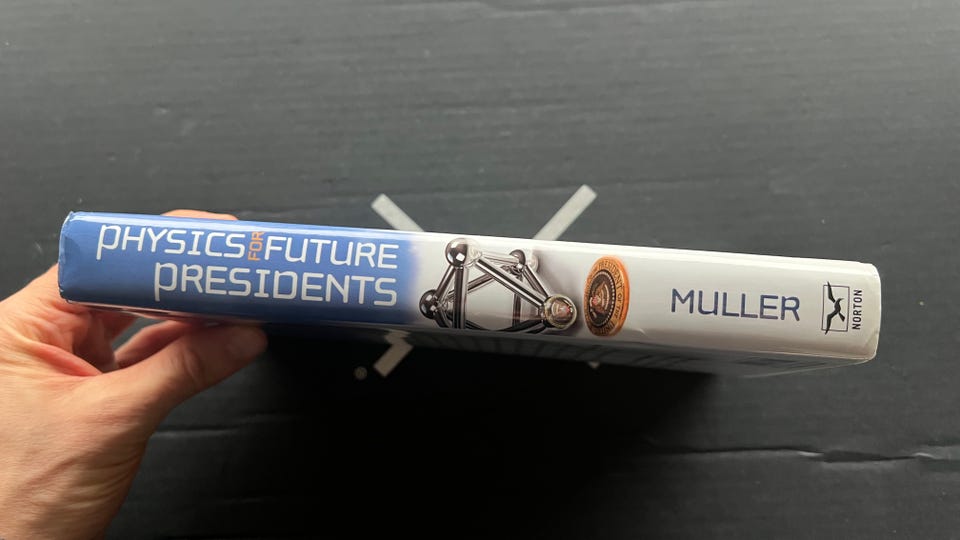 PHYSICS FOR FUTURE
PRESIDENTS
MULLER
NORTON